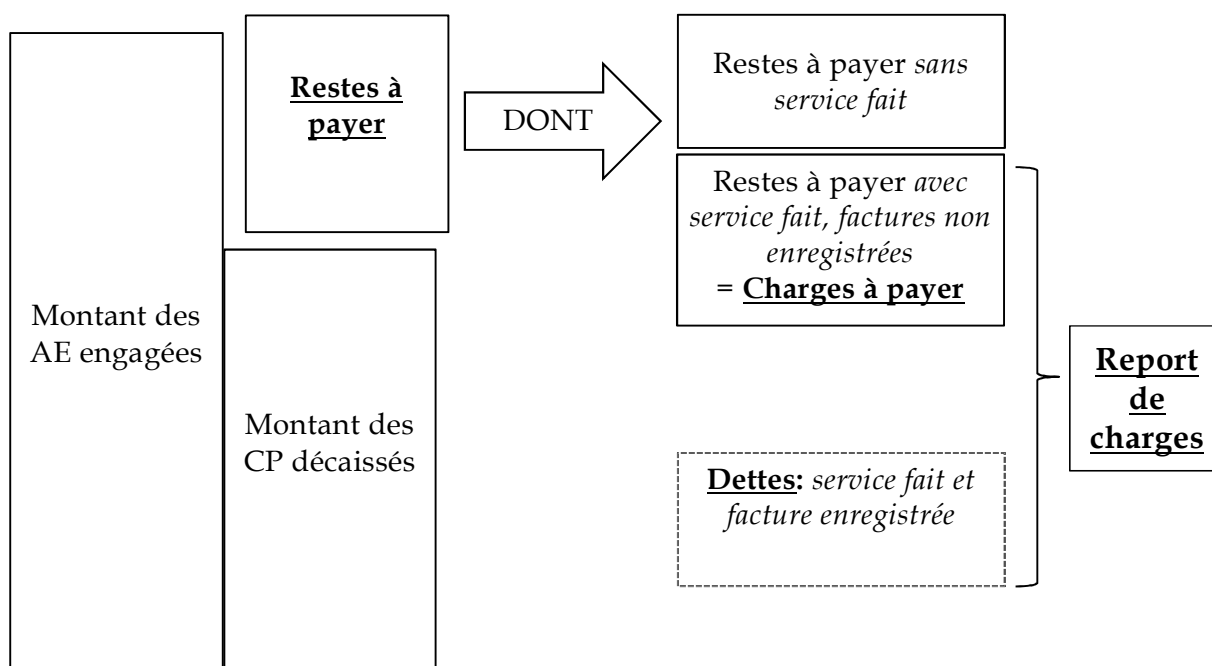 Restes à
payer
DONT
Restes à payer sans
service fait
Restes à payer avec
service fait, factures non
enregistrées
= Charges à payer
Montant des
AE engagées
Montant des
CP décaissés
Report
de
charges
Dettes: service fait et
facture enregistrée